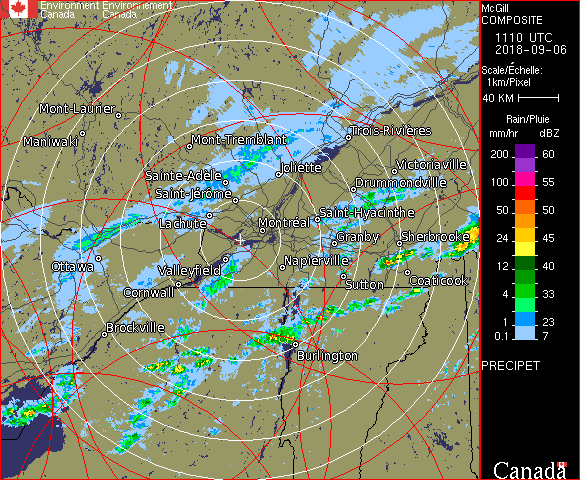 Environment Environnement
Canada Canada
McGill
COMPOSITE
1110 UTC
2018-09-06
Scale/Échelle:
1km/Pixel
40 KM
Rain/Pluie
mm/hr dBZ
200 60
100 55
50 50
24 45
12 40
4 33
1 23
0.1 7
PRECIPET
Canada
Mont-Laurier
Maniwaki
Mont-Tremblant
Trois-Rivières
Sainte-Adèle
Joliette
Victoriaville
Saint-Jérôme
Drummondville
Lachute
Montréal
Saint-Hyacinthe
Granby
Sherbrooke
Ottawa
Valleyfield
Napierville
Cornwall
Sutton
Coaticook
Brockville
Burlington